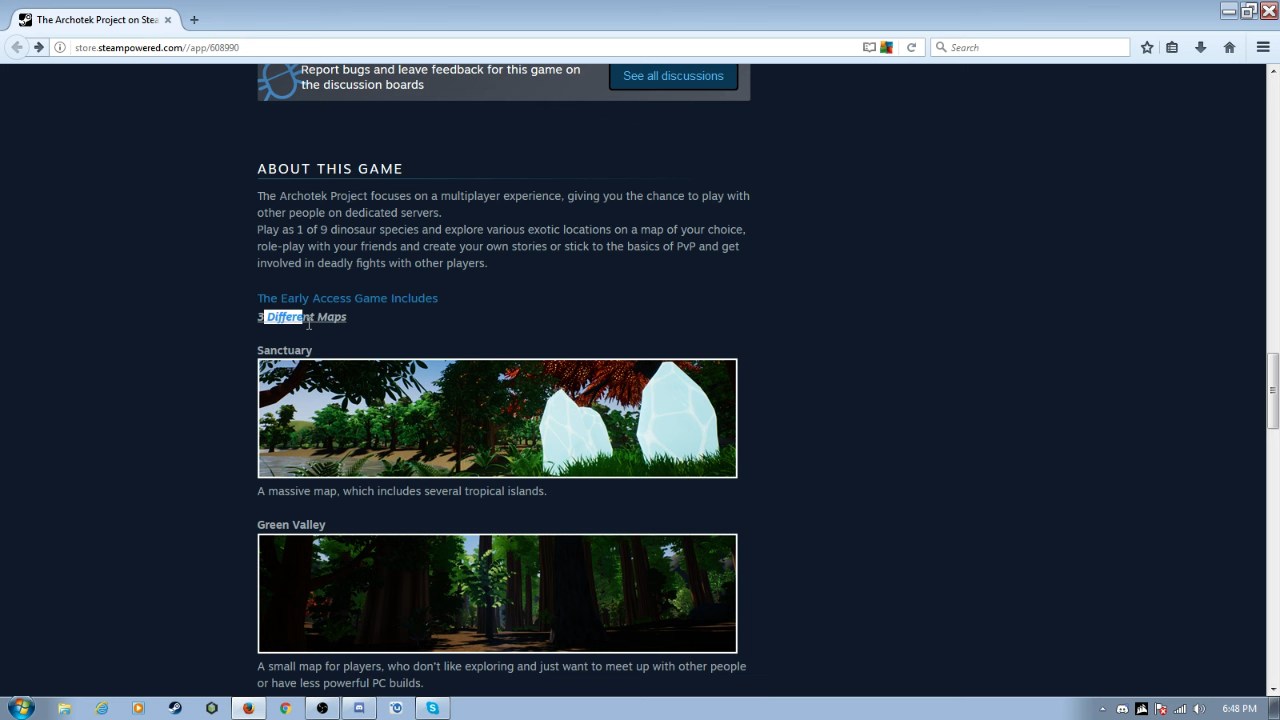 The Archotek Project on Stea
store.steampowered.com//app/608990
Search
Report bugs and leave feedback for this game on
the discussion boards
See all discussions
ABOUT THIS GAME
The Archotek Project focuses on a multiplayer experience, giving you the chance to play with
other people on dedicated servers.
Play as 1 of 9 dinosaur species and explore various exotic locations on a map of your choice,
role-play with your friends and create your own stories or stick to the basics of PvP and get
involved in deadly fights with other players.
The Early Access Game Includes
3 Different Maps
Sanctuary
A massive map, which includes several tropical islands.
Green Valley
A small map for players, who don't like exploring and just want to meet up with other people
or have less powerful PC builds.
6:48 PM